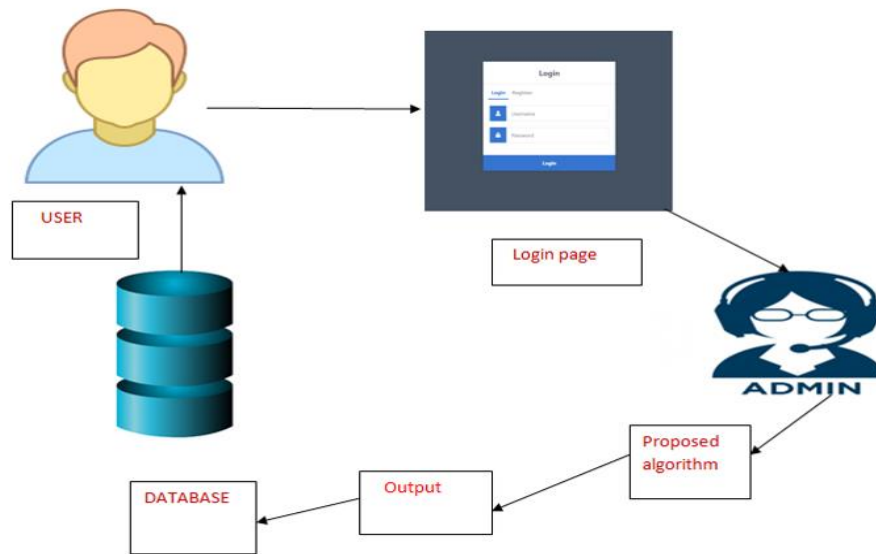 Login
Login Register
Username
Password
Login
USER
Login page
ADMIN
Proposed
algorithm
Output
DATABASE